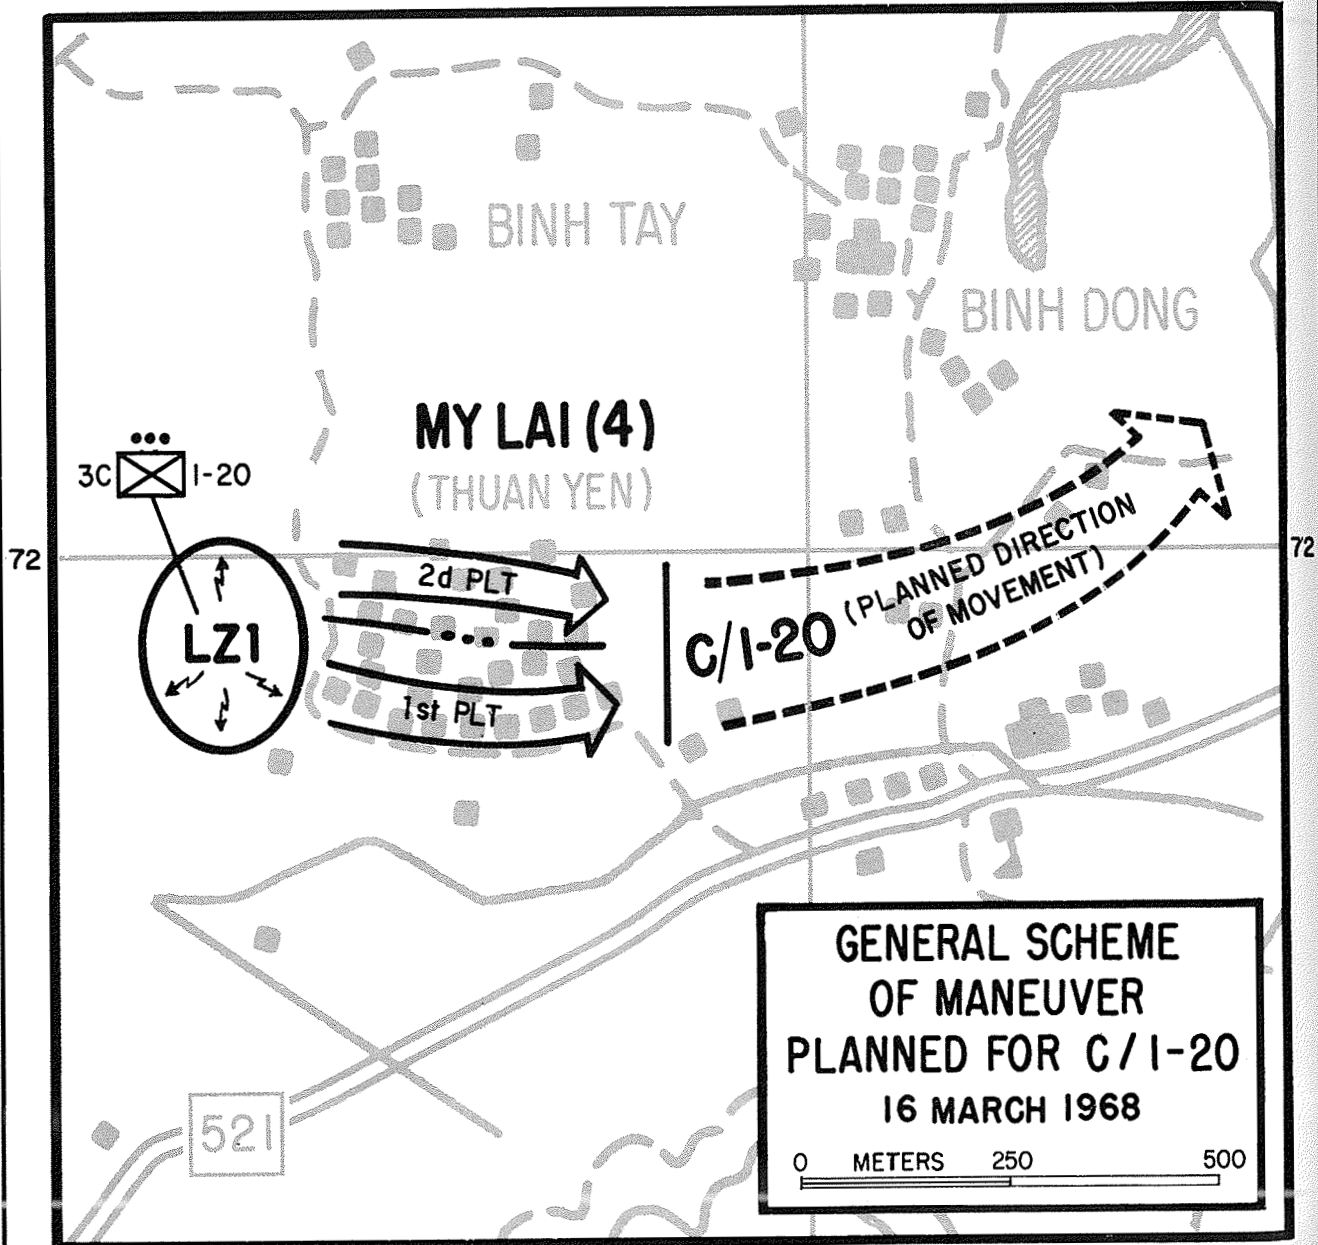 BINH TAY
BINH DONG
MY LAI (4)
(THUAN YEN)
3C 1-20
72
72
2d PLT
LZ1
1st PLT
C/1-20
(PLANNED DIRECTION
OF MOVEMENT)
521
GENERAL SCHEME
OF MANEUVER
PLANNED FOR C/1-20
16 MARCH 1968
0 METERS 250 500